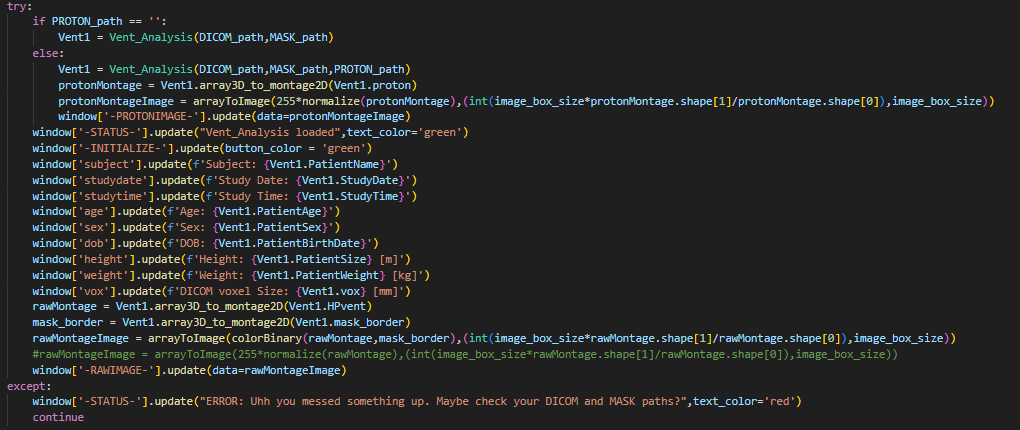 try:
    if PROTON_path == '':
        Vent1 = Vent_Analysis(DICOM_path,MASK_path)
    else:
        Vent1 = Vent_Analysis(DICOM_path,MASK_path,PROTON_path)
        protonMontage = Vent1.array3D_to_montage2D(Vent1.proton)
        protonMontageImage = arrayToImage(255*normalize(protonMontage),(int(image_box_size*protonMontage.shape[1]/protonMontage.shape[0]),image_box_size))
        window['-PROTONIMAGE-'].update(data=protonMontageImage)
    window['-STATUS-'].update("Vent_Analysis loaded",text_color='green')
    window['-INITIALIZE-'].update(button_color = 'green')
    window['subject'].update(f'Subject: {Vent1.PatientName}')
    window['studydate'].update(f'Study Date: {Vent1.StudyDate}')
    window['studytime'].update(f'Study Time: {Vent1.StudyTime}')
    window['age'].update(f'Age: {Vent1.PatientAge}')
    window['sex'].update(f'Sex: {Vent1.PatientSex}')
    window['dob'].update(f'DOB: {Vent1.PatientBirthDate}')
    window['height'].update(f'Height: {Vent1.PatientSize} [m]')
    window['weight'].update(f'Weight: {Vent1.PatientWeight} [kg]')
    window['vox'].update(f'DICOM voxel Size: {Vent1.vox} [mm]')
    rawMontage = Vent1.array3D_to_montage2D(Vent1.HPvent)
    mask_border = Vent1.array3D_to_montage2D(Vent1.mask_border)
    rawMontageImage = arrayToImage(colorBinary(rawMontage,mask_border),(int(image_box_size*rawMontage.shape[1]/rawMontage.shape[0]),image_box_size))
    #rawMontageImage = arrayToImage(255*normalize(rawMontage),(int(image_box_size*rawMontage.shape[1]/rawMontage.shape[0]),image_box_size))
    window['-RAWIMAGE-'].update(data=rawMontageImage)
except:
    window['-STATUS-'].update("ERROR: Uhh you messed something up. Maybe check your DICOM and MASK paths?",text_color='red')
    continue